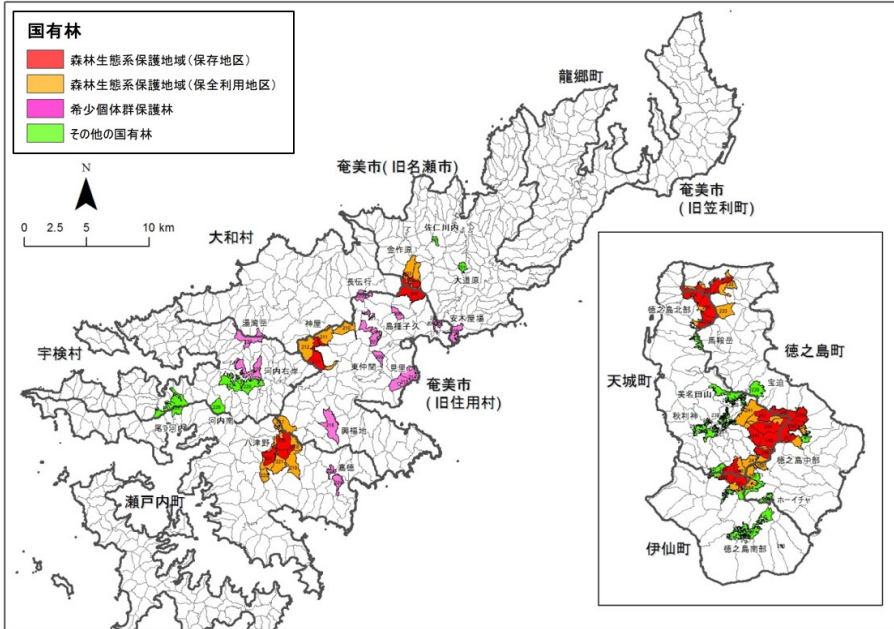 国有林
森林生態系保護地域(保存地区)
森林生態系保護地域(保全利用地区)
希少個体群保護林
その他の国有林
N
0 2.5 5 10 km
龍郷町
奄美市(旧名瀬市)
奄美市
(旧笠利町)
佐仁川内
大和村
金作原
大道原
長伝行
湯湾岳
神屋
島種子久
安木屋場
宇検村
河内右岸
東仲間
見里
奄美市
(旧住用村)
河内南
八津野
興福地
嘉徳
瀬戸内町
徳之島北部
馬鞍岳
徳之島町
天城町
宝迫
美名田山
秋利神
徳之島中部
ホーイチャ
伊仙町
徳之島南部